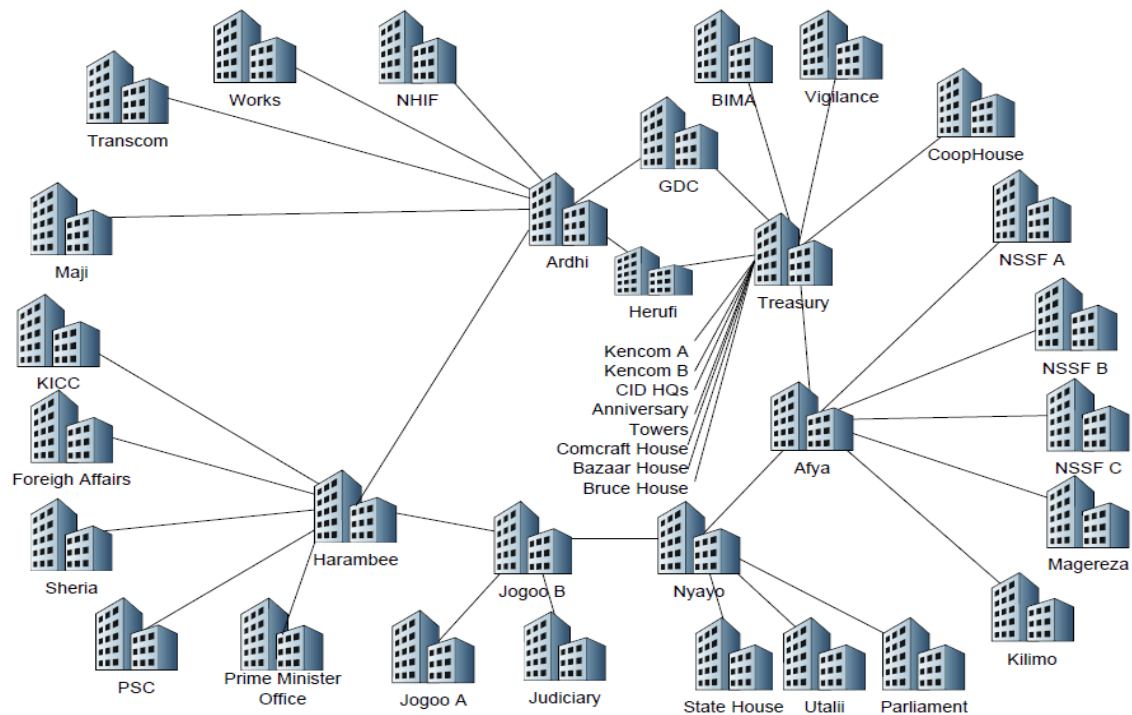 Works
NHIF
BIMA
Vigilance
Transcom
CoopHouse
GDC
Maji
Ardhi
NSSF A
Herufi
Treasury
Kencom A
Kencom B
CID HQs
Anniversary
Towers
Comcraft House
Bazaar House
Bruce House
KICC
NSSF B
Foreigh Affairs
Afya
NSSF C
Harambee
Magereza
Sheria
Jogoo B
Nyayo
Kilimo
PSC
Prime Minister
Office
Jogoo A
Judiciary
State House
Utalii
Parliament